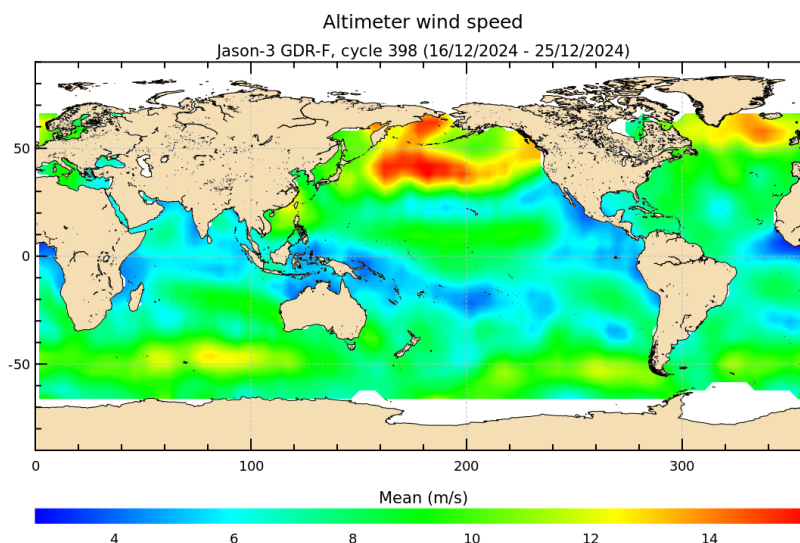 Altimeter wind speed
Jason-3 GDR-F, cycle 398 (16/12/2024 - 25/12/2024)
50
0
-50
0 100 200 300
Mean (m/s)
4 6 8 10 12 14